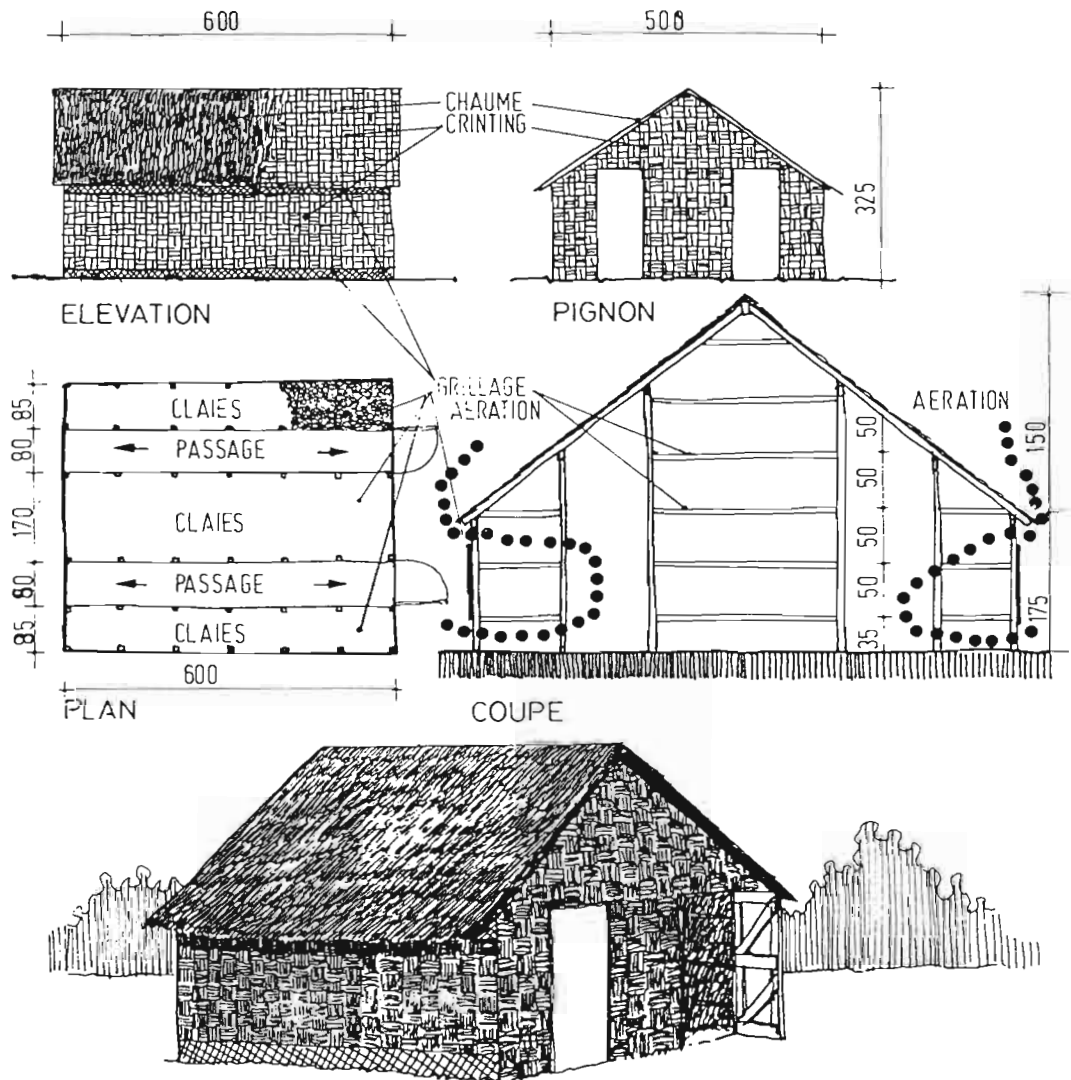 600
500
CHAUME
CRINTING
325
ELEVATION
PIGNON
GRILLAGE
AERATION
AERATION
85
CLAIES
80
PASSAGE
170
CLAIES
80
PASSAGE
85
CLAIES
600
50
50
50
50
35
150
175
PLAN
COUPE